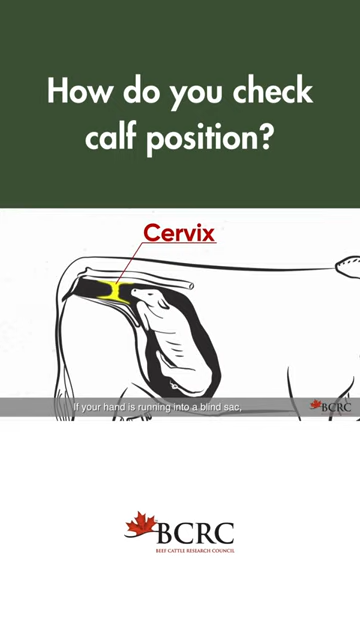 How do you check
calf position?
Cervix
If your hand is running into a blind sac,
BCRC
BCRC
BEEF CATTLE RESEARCH COUNCIL